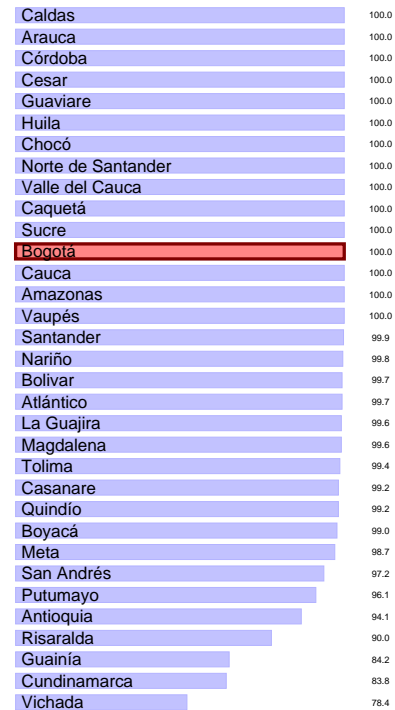 Caldas 100.0
Arauca 100.0
Córdoba 100.0
Cesar 100.0
Guaviare 100.0
Huila 100.0
Chocó 100.0
Norte de Santander 100.0
Valle del Cauca 100.0
Caquetá 100.0
Sucre 100.0
Bogotá 100.0
Cauca 100.0
Amazonas 100.0
Vaupés 100.0
Santander 99.9
Nariño 99.8
Bolivar 99.7
Atlántico 99.7
La Guajira 99.6
Magdalena 99.6
Tolima 99.4
Casanare 99.2
Quindío 99.2
Boyacá 99.0
Meta 98.7
San Andrés 97.2
Putumayo 96.1
Antioquia 94.1
Risaralda 90.0
Guainía 84.2
Cundinamarca 83.8
Vichada 78.4